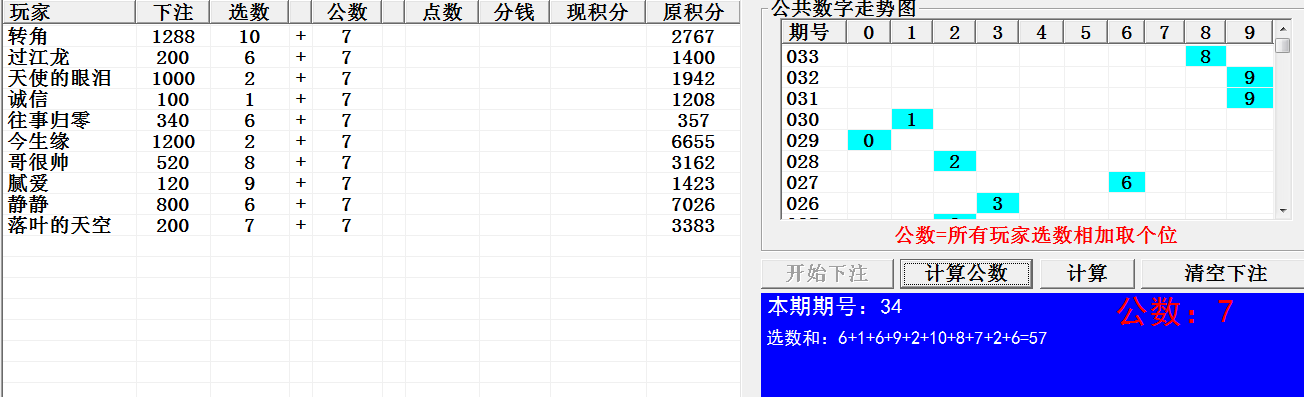 玩家 下注 选数 公数 点数 分钱 现积分 原积分
转角 1288 10 + 7 2767
过江龙 200 6 + 7 1400
天使的眼泪 1000 2 + 7 1942
诚信 100 1 + 7 1208
往事归零 340 6 + 7 357
今生缘 1200 2 + 7 6655
哥很帅 520 8 + 7 3162
腻爱 120 9 + 7 1423
静静 800 6 + 7 7026
落叶的天空 200 7 + 7 3383
公共数字走势图
期号 0 1 2 3 4 5 6 7 8 9
033 8
032 9
031 9
030 1
029 0
028 2
027 6
026 3
公数=所有玩家选数相加取个位
开始下注 计算公数 计算 清空下注
本期期号：34 公数：7
选数和：6+1+6+9+2+10+8+7+2+6=57